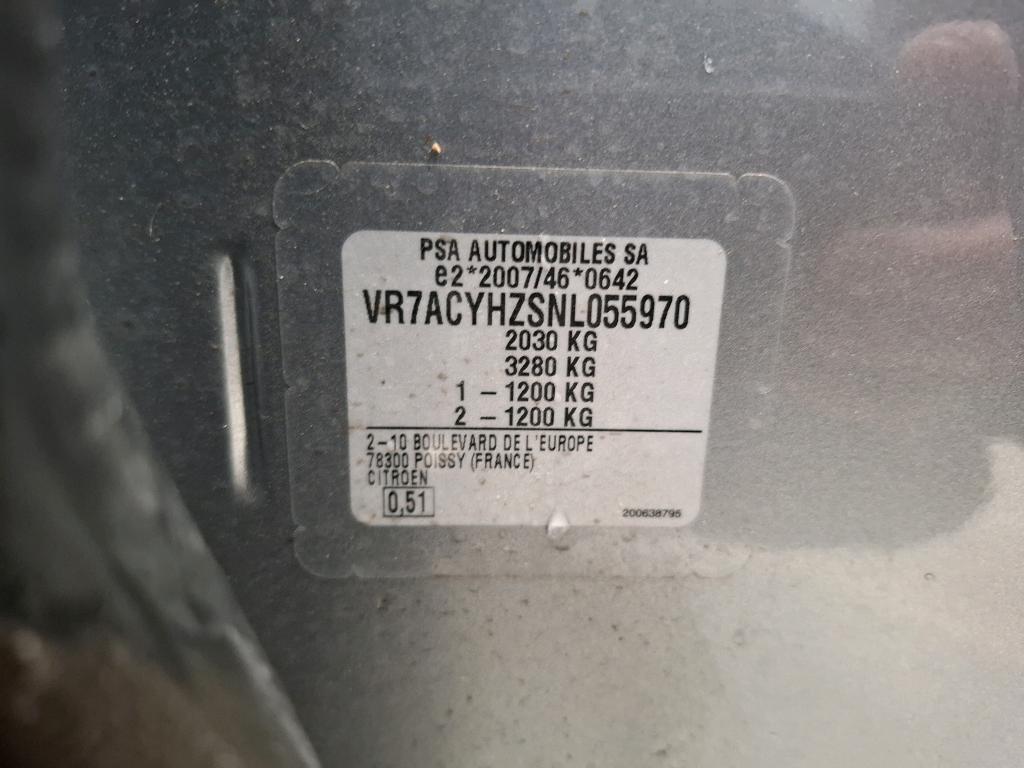 PSA AUTOMOBILES SA
e2*2007/46*0642
VR7ACYHZSNL055970
2030 KG
3280 KG
1 – 1200 KG
2 – 1200 KG
2–10 BOULEVARD DE L'EUROPE
78300 POISSY (FRANCE)
CITROEN
0,51
200638795